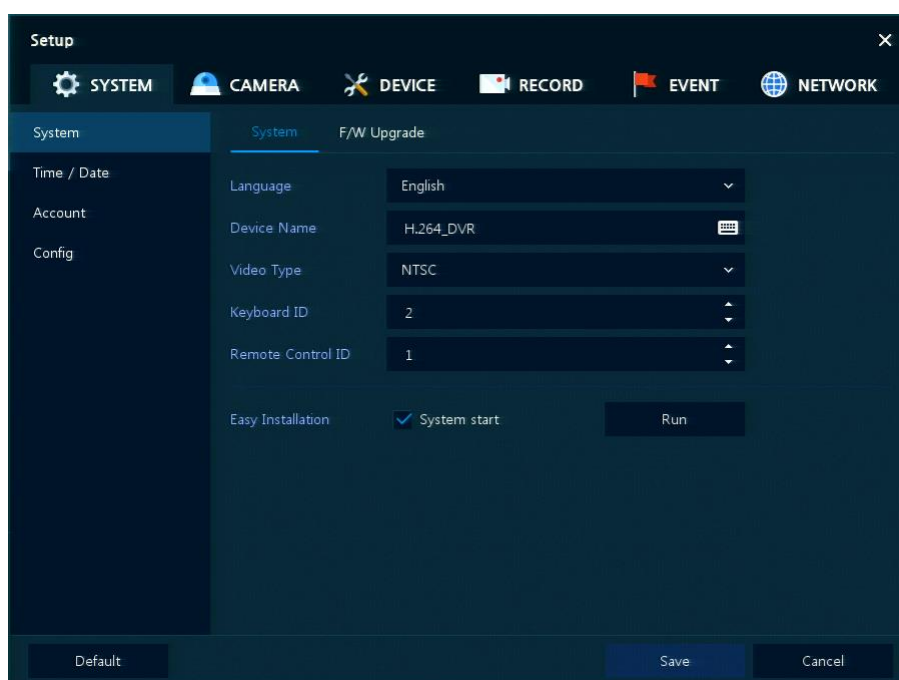 Setup
SYSTEM CAMERA DEVICE RECORD EVENT NETWORK
System System F/W Upgrade
Time / Date
Account
Config
Language English
Device Name H.264_DVR
Video Type NTSC
Keyboard ID 2
Remote Control ID 1
Easy Installation System start Run
Default Save Cancel